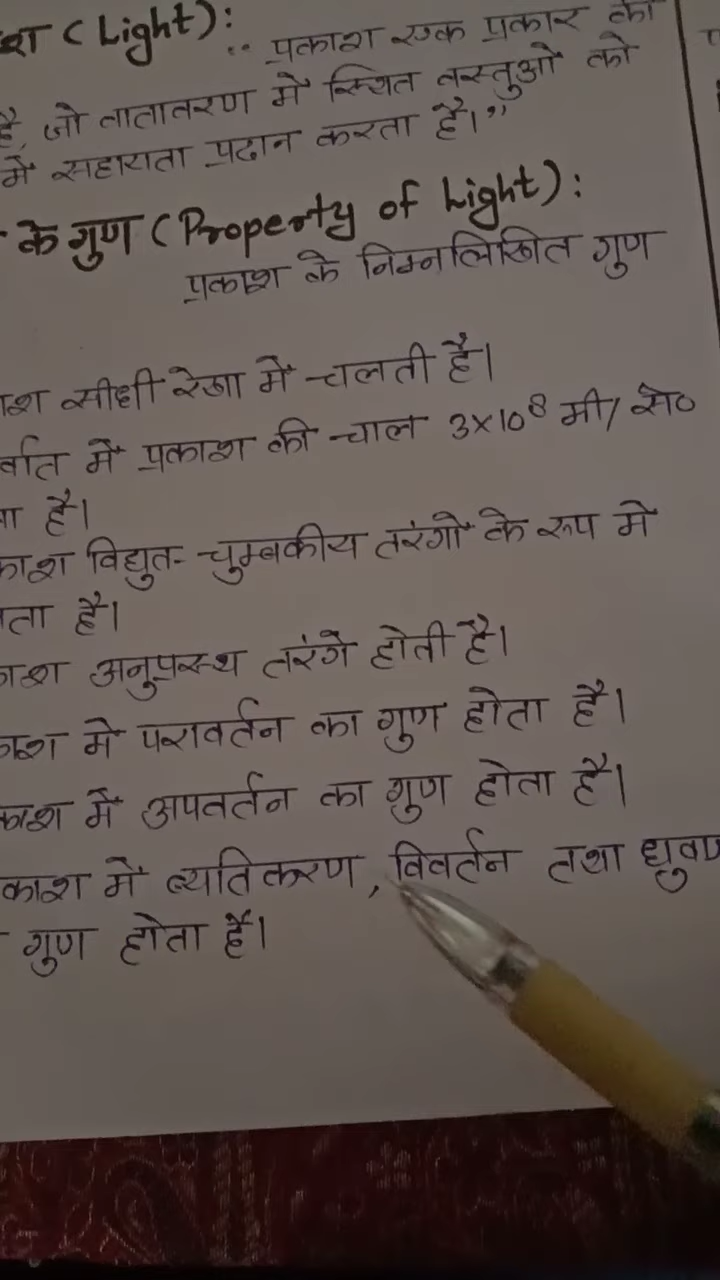 (Light):
" प्रकाश एक प्रकार का
है, जो वातावरण में स्थित वस्तुओं को
में सहायता प्रदान करता है।"
के गुण (Property of Light):
प्रकाश के निम्नलिखित गुण
सीधी रेखा में चलती है।
में प्रकाश की चाल 3×10⁸ मी/से०
है।
विद्युत-चुम्बकीय तरंगों के रूप में
है।
अनुप्रस्थ तरंगे होती है।
में परावर्तन का गुण होता है।
में अपवर्तन का गुण होता है।
में व्यतिकरण, विवर्तन तथा
गुण होता है।